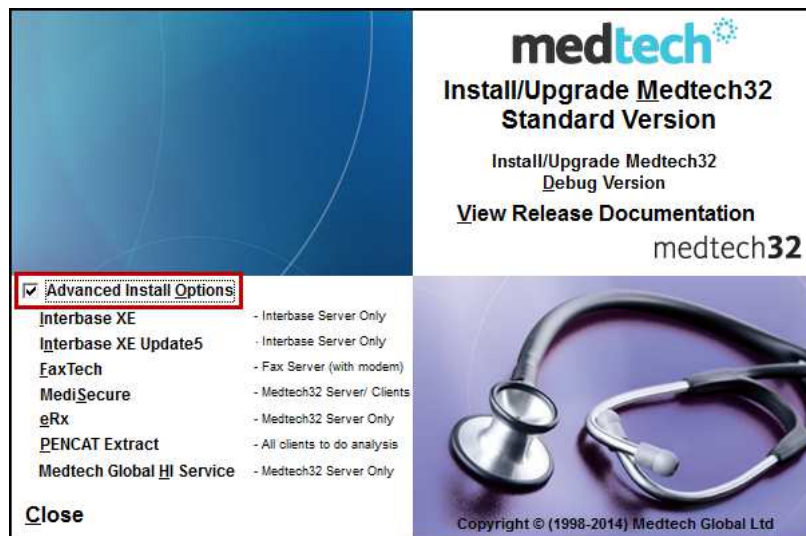 medtech
Install/Upgrade Medtech32
Standard Version
Install/Upgrade Medtech32
Debug Version
View Release Documentation
medtech32
Advanced Install Options
Interbase XE - Interbase Server Only
Interbase XE Update5 - Interbase Server Only
FaxTech - Fax Server (with modem)
MediSecure - Medtech32 Server/ Clients
eRx - Medtech32 Server Only
PENCAT Extract - All clients to do analysis
Medtech Global HI Service - Medtech32 Server Only
Close
Copyright © (1998-2014) Medtech Global Ltd